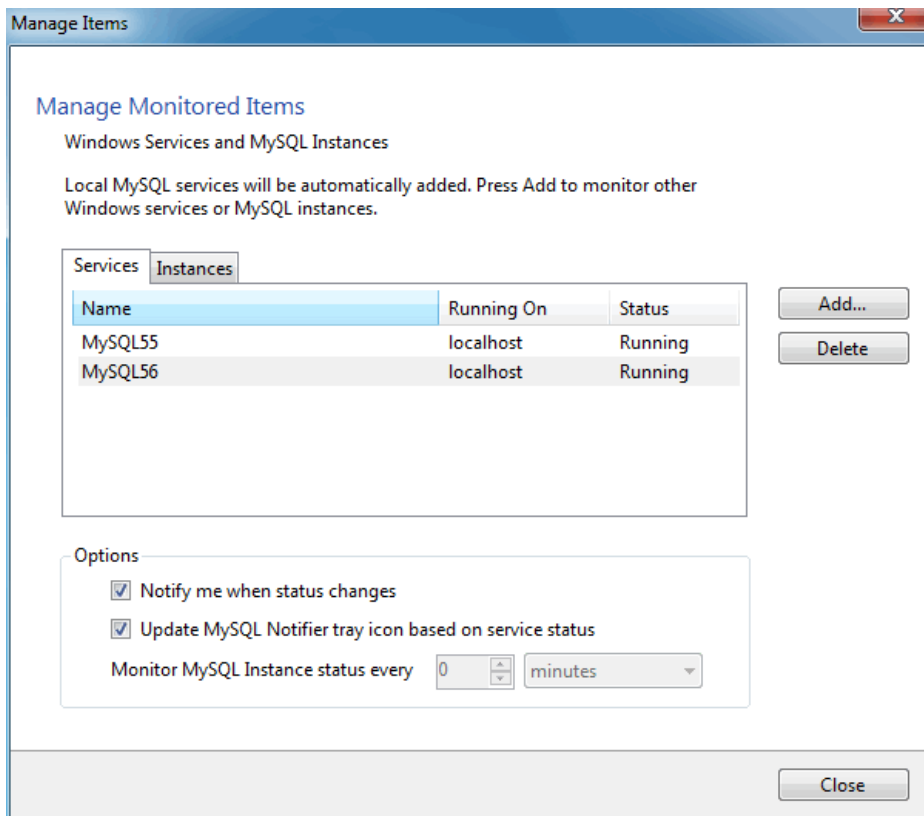 Manage Items
Manage Monitored Items
Windows Services and MySQL Instances
Local MySQL services will be automatically added. Press Add to monitor other
Windows services or MySQL instances.
Services Instances
Name Running On Status
MySQL55 localhost Running
MySQL56 localhost Running
Add...
Delete
Options
Notify me when status changes
Update MySQL Notifier tray icon based on service status
Monitor MySQL Instance status every 0 minutes
Close